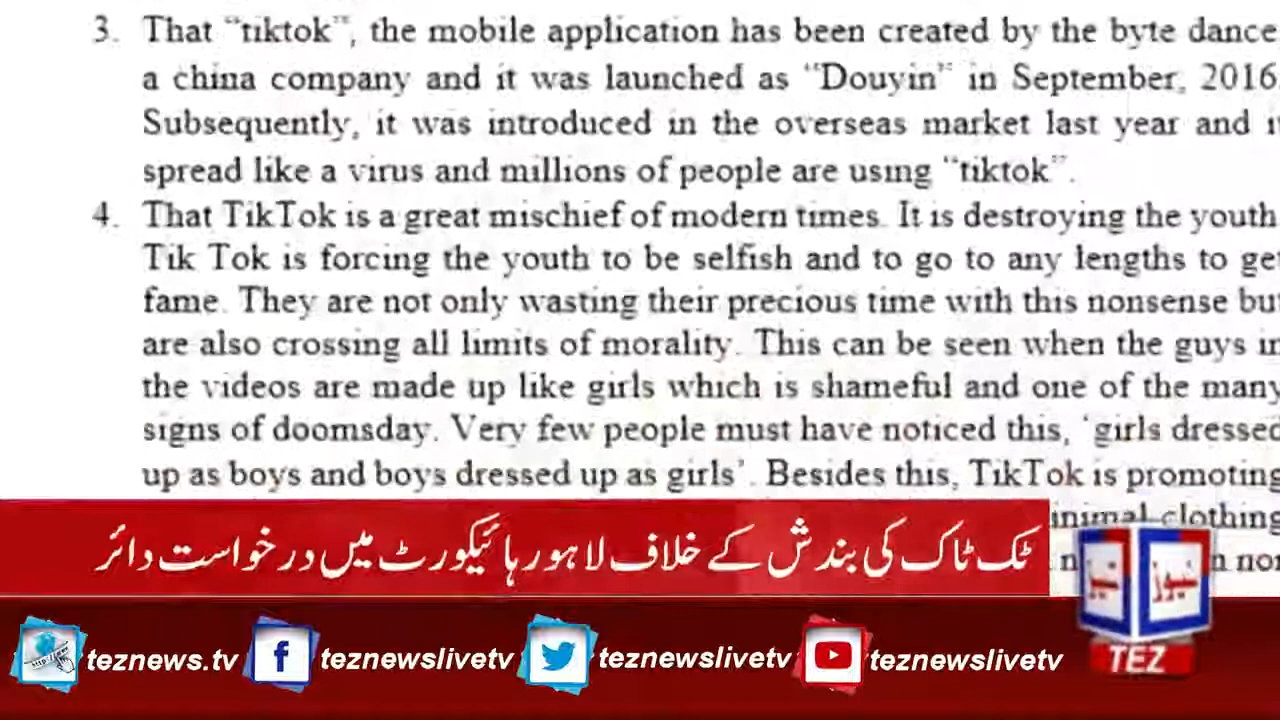 3. That "tiktok", the mobile application has been created by the byte dance
a china company and it was launched as "Douyin" in September, 2016
Subsequently, it was introduced in the overseas market last year and it
spread like a virus and millions of people are using "tiktok".
4. That TikTok is a great mischief of modern times. It is destroying the youth.
Tik Tok is forcing the youth to be selfish and to go to any lengths to get
fame. They are not only wasting their precious time with this nonsense but
are also crossing all limits of morality. This can be seen when the guys in
the videos are made up like girls which is shameful and one of the many
signs of doomsday. Very few people must have noticed this, 'girls dressed
up as boys and boys dressed up as girls'. Besides this, TikTok is promoting
clothing
ٹک ٹاک کی بندش کے خلاف لاہور ہائیکورٹ میں درخواست دائر
teznews.tv teznewslivetv teznewslivetv teznewslivetv
نیوز
TEZ